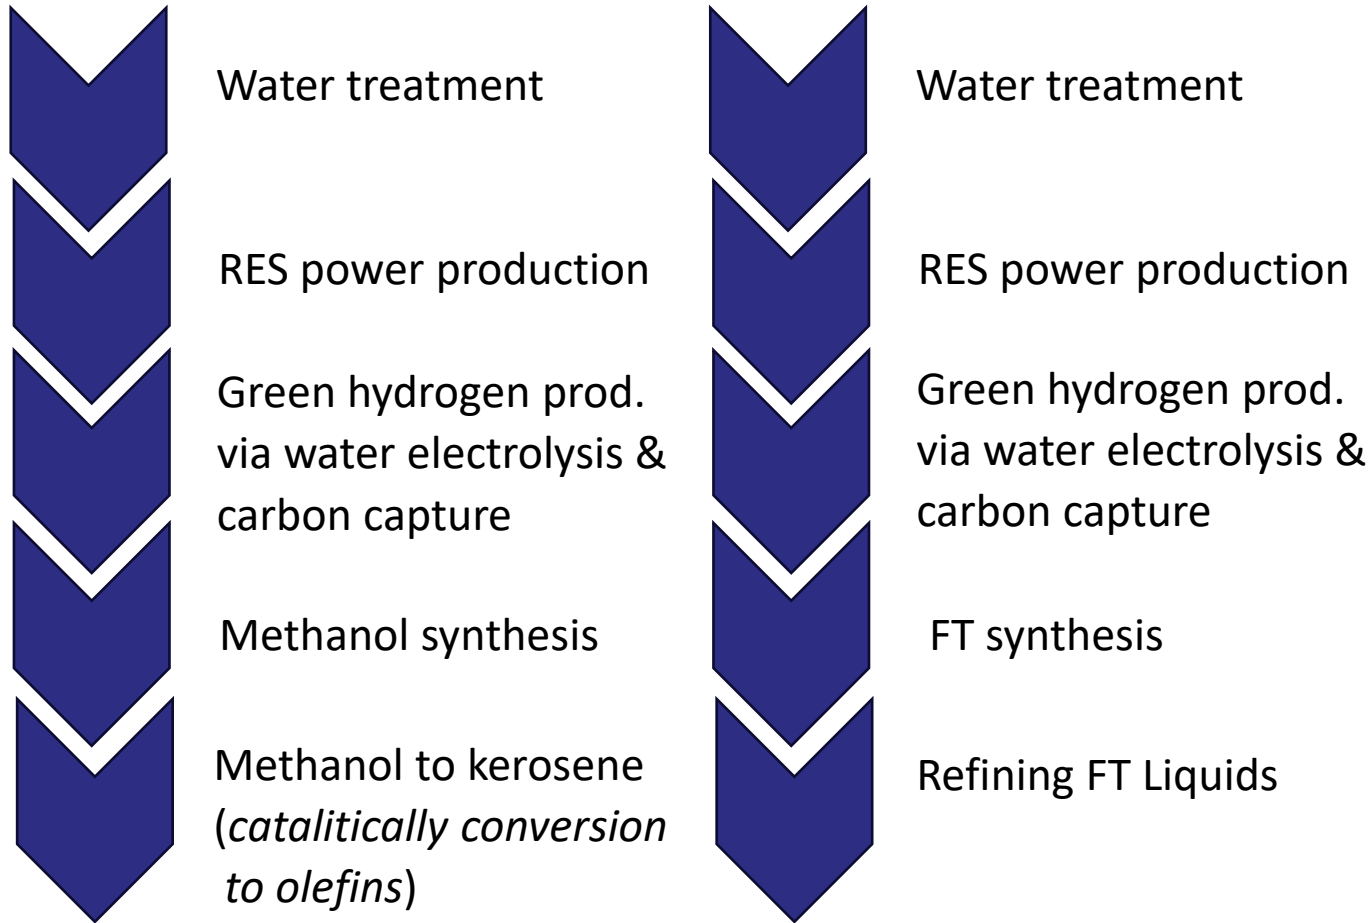 Water treatment
RES power production
Green hydrogen prod.
via water electrolysis &
carbon capture
Methanol synthesis
Methanol to kerosene
(catalitically conversion
to olefins)
Water treatment
RES power production
Green hydrogen prod.
via water electrolysis &
carbon capture
FT synthesis
Refining FT Liquids